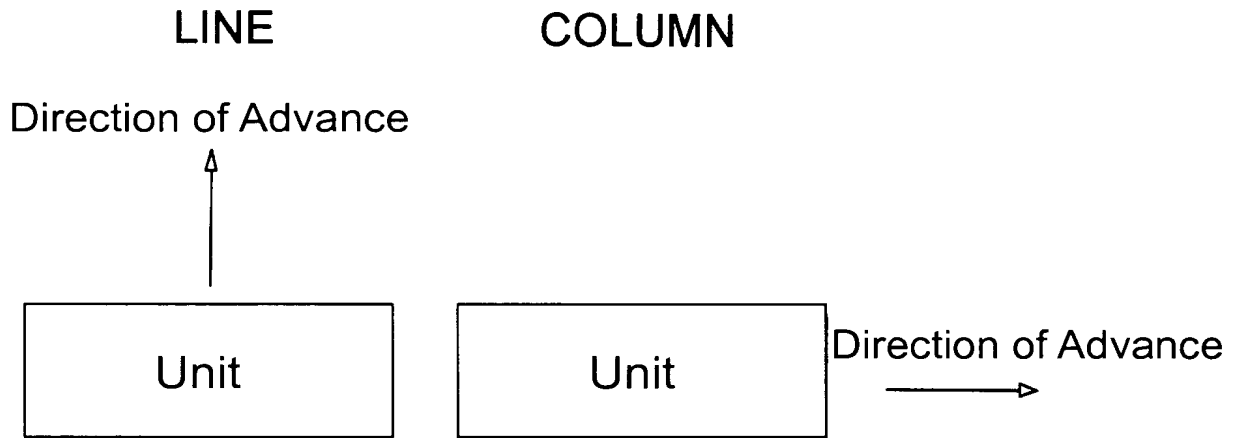 LINE
COLUMN
Direction of Advance
Unit
Unit
Direction of Advance